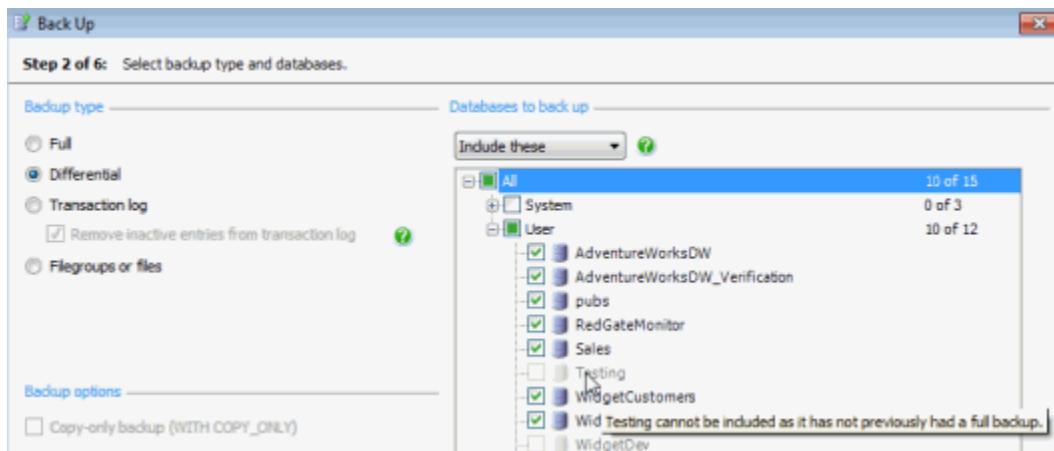 Back Up
Step 2 of 6: Select backup type and databases.
Backup type
Full
Differential
Transaction log
Remove inactive entries from transaction log
Filegroups or files
Backup options
Copy-only backup (WITH COPY_ONLY)
Databases to back up
Include these
All 10 of 15
System 0 of 3
User 10 of 12
AdventureWorksDW
AdventureWorksDW_Verification
pubs
RedGateMonitor
Sales
Testing
WidgetCustomers
Wid
Testing cannot be included as it has not previously had a full backup.
WidgetDev